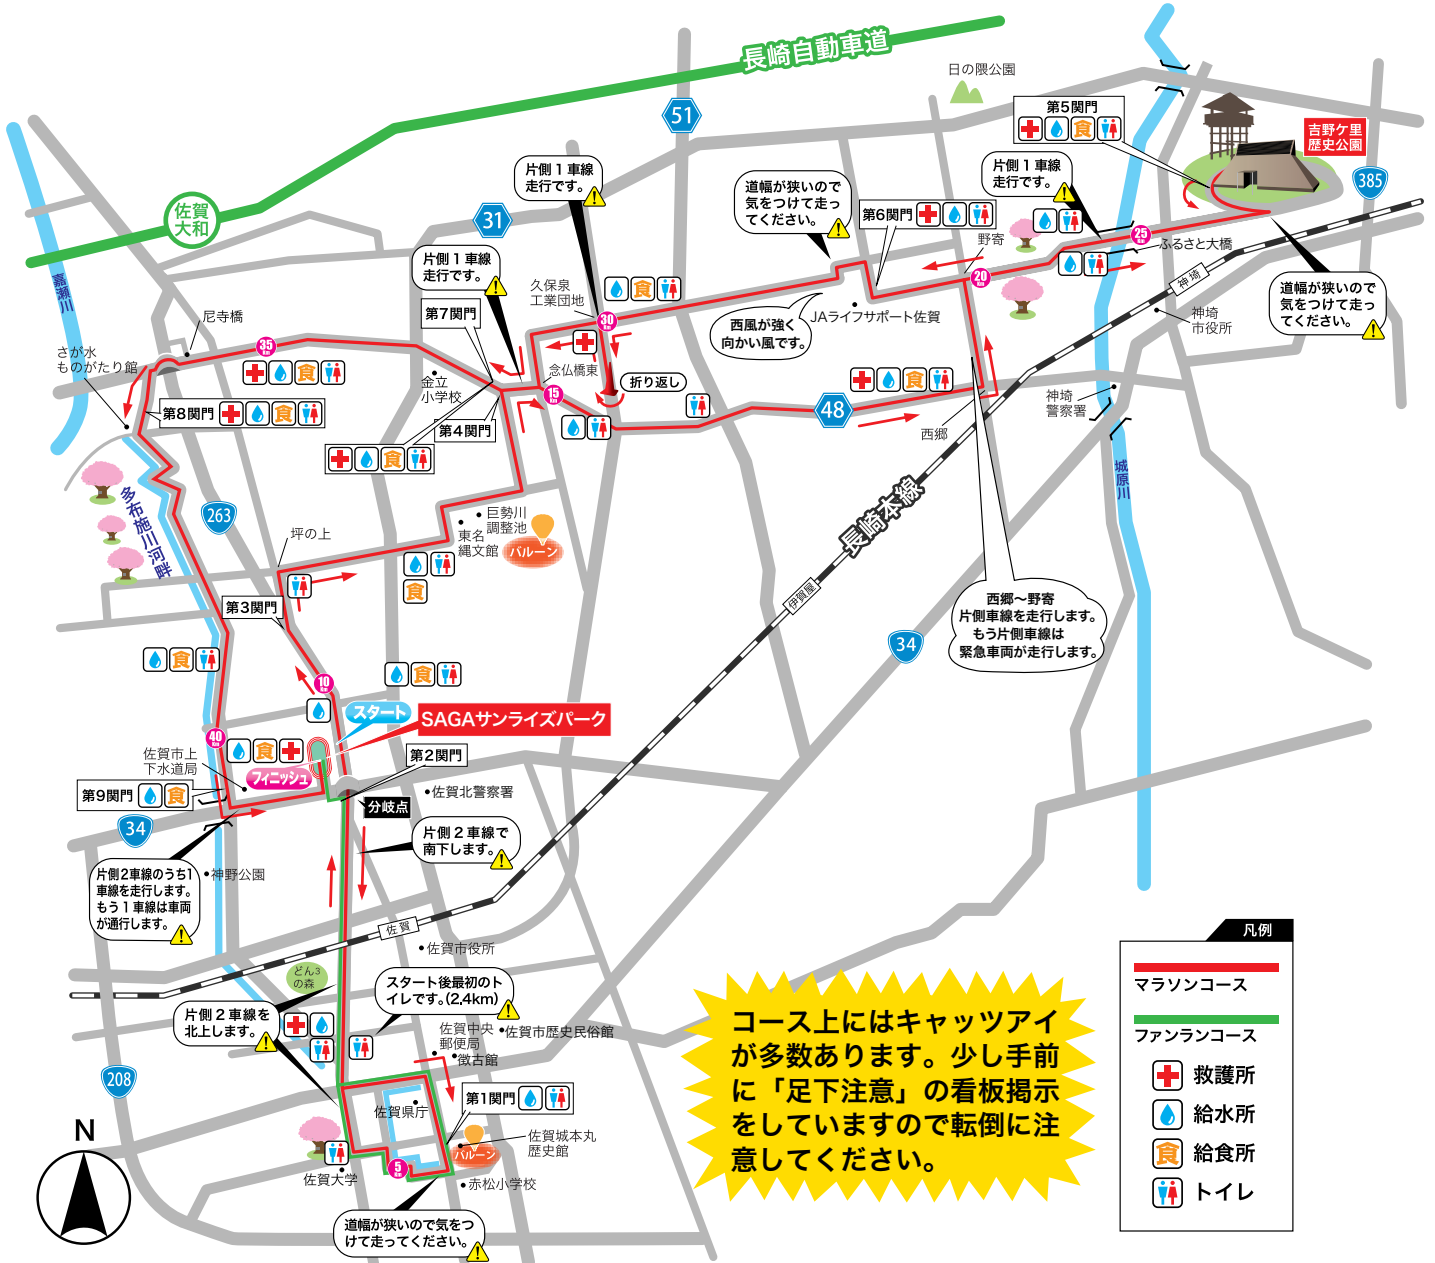 長崎自動車道
日の隈公園
51
第5関門
食
吉野ケ里
歴史公園
385
佐賀
大和
31
片側1車線
走行です。
道幅が狭いので
気をつけて走っ
てください。
片側1車線
走行です。
第6関門
野寄
25
Km
ふるさと大橋
神埼
神埼
市役所
道幅が狭いので
気をつけて走っ
てください。
嘉瀬川
尼寺橋
さが水
ものがたり館
35
Km
食
片側1車線
走行です。
第7関門
久保泉
工業団地
食
30
Km
20
Km
西風が強く
向かい風です。
JAライフサポート佐賀
金立
小学校
念仏橋東
15
Km
折り返し
食
48
神埼
警察署
西郷
第8関門
食
第4関門
食
城原川
長崎本線
多布施川河畔
263
坪の上
巨勢川
調整池
東名
縄文館
バルーン
食
第3関門
伊賀屋
西郷〜野寄
片側車線を走行します。
もう片側車線は
緊急車両が走行します。
34
食
食
10
Km
スタート
SAGAサンライズパーク
40
Km
食
佐賀市上
下水道局
フィニッシュ
第2関門
第9関門
食
佐賀北警察署
分岐点
34
片側2車線で
南下します。
片側2車線のうち1
車線を走行します。
もう1車線は車両
が通行します。
神野公園
佐賀
佐賀市役所
どん3
の森
スタート後最初のト
イレです。(2,4km)
片側2車線を
北上します。
佐賀中央
郵便局
佐賀市歴史民俗館
徴古館
208
第1関門
佐賀県庁
佐賀城本丸
歴史館
バルーン
5
Km
佐賀大学
赤松小学校
道幅が狭いので気をつ
けて走ってください。
N
コース上にはキャッツアイ
が多数あります。少し手前
に「足下注意」の看板掲示
をしていますので転倒に注
意してください。
凡例
マラソンコース
ファンランコース
救護所
給水所
食
給食所
トイレ